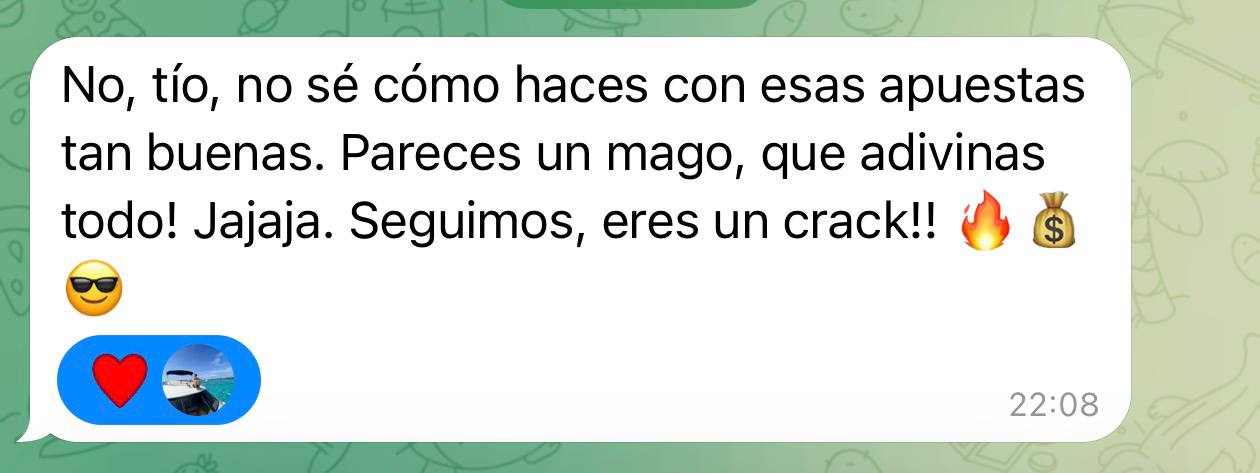 No, tío, no sé cómo haces con esas apuestas
tan buenas. Pareces un mago, que adivinas
todo! Jajaja. Seguimos, eres un crack!! 🔥 💰
😎
22:08